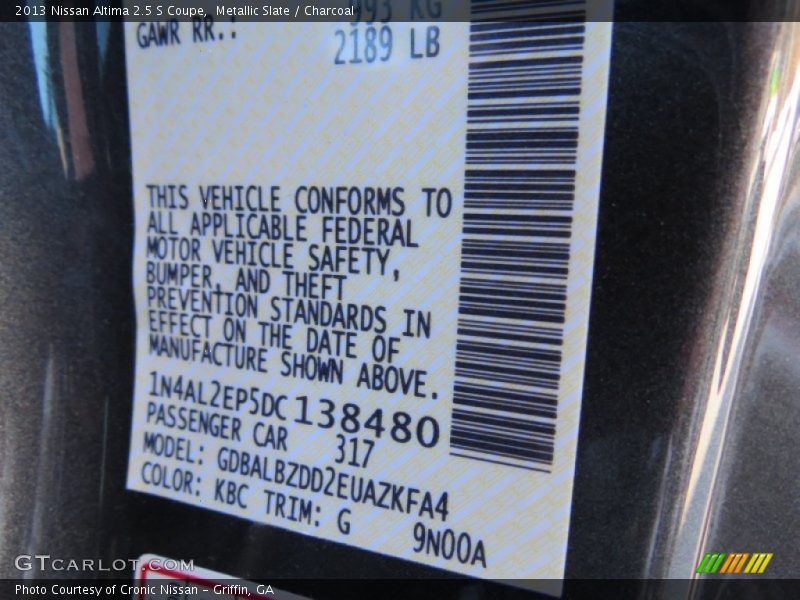 2013 Nissan Altima 2.5 S Coupe, Metallic Slate / Charcoal
993 KG
GAWR RR.:
2189 LB
THIS VEHICLE CONFORMS TO
ALL APPLICABLE FEDERAL
MOTOR VEHICLE SAFETY,
BUMPER, AND THEFT
PREVENTION STANDARDS IN
EFFECT ON THE DATE OF
MANUFACTURE SHOWN ABOVE.
1N4AL2EP5DC138480
PASSENGER CAR 317
MODEL: GDBALBZDD2EUAZKFA4
COLOR: KBC TRIM: G 9N00A
GTCARLOT.COM
Photo Courtesy of Cronic Nissan - Griffin, GA